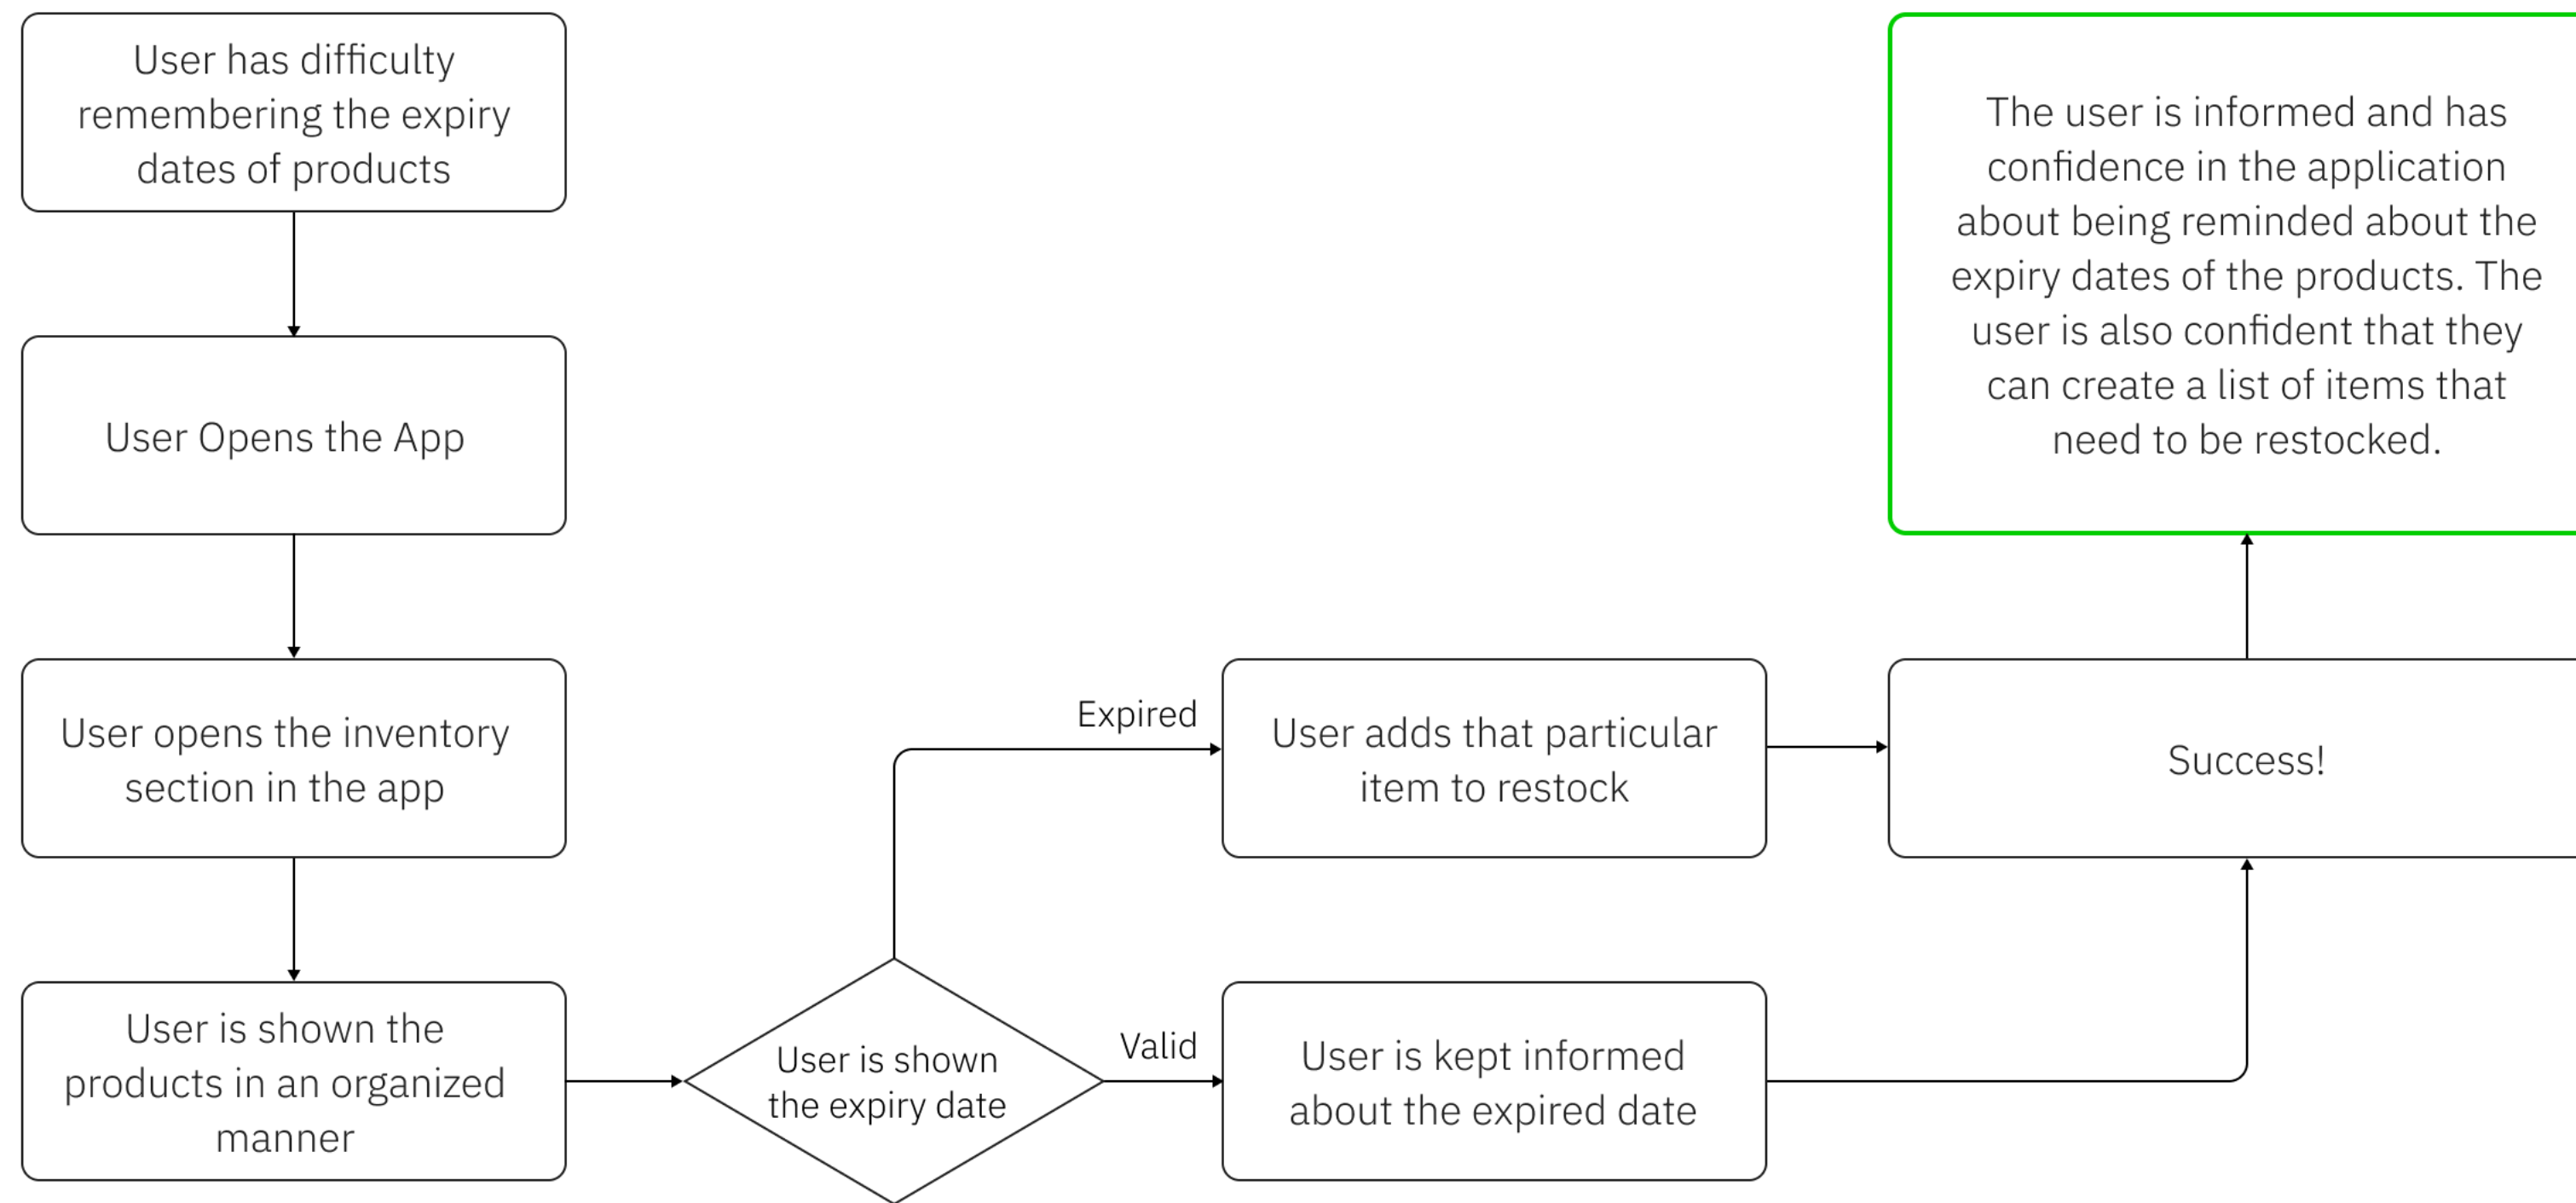 User has difficulty
remembering the expiry
dates of products
User Opens the App
User opens the inventory
section in the app
User is shown the
products in an organized
manner
User is shown
the expiry date
Expired
User adds that particular
item to restock
Valid
User is kept informed
about the expired date
Success!
The user is informed and has
confidence in the application
about being reminded about the
expiry dates of the products. The
user is also confident that they
can create a list of items that
need to be restocked.